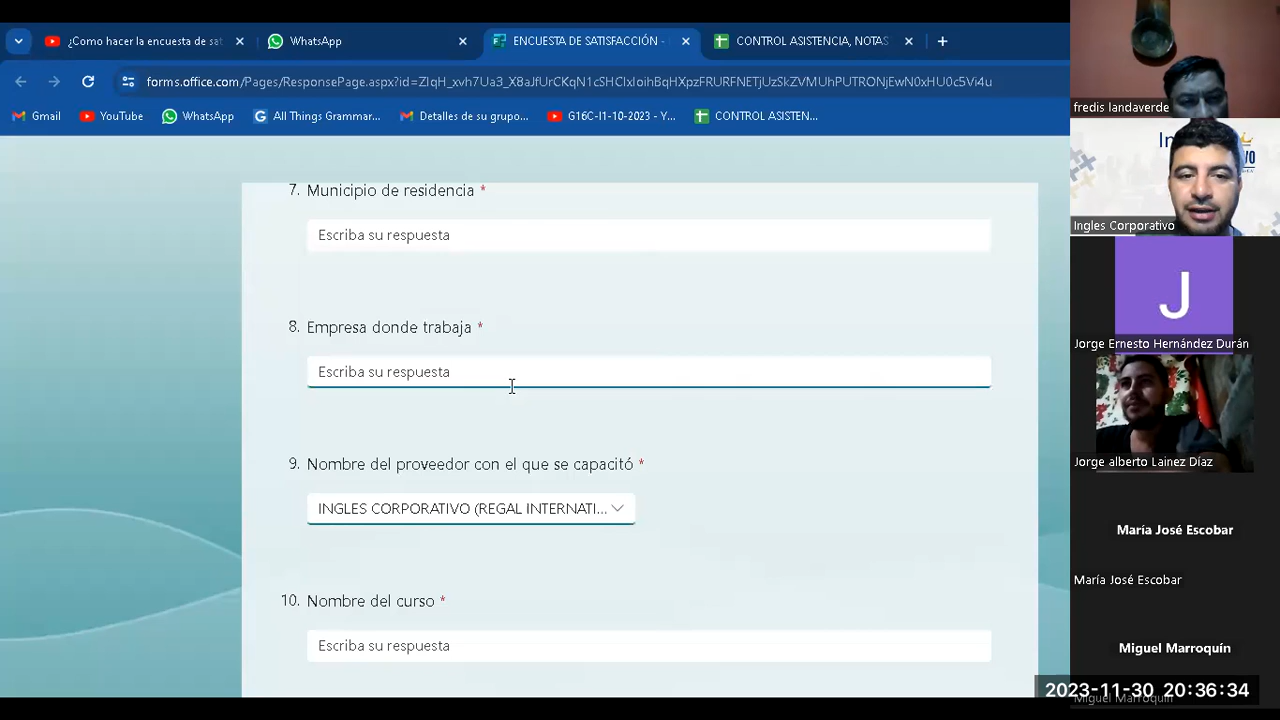 ¿Como hacer la encuesta de sat
WhatsApp
ENCUESTA DE SATISFACCIÓN -
CONTROL ASISTENCIA, NOTAS
forms.office.com/Pages/ResponsePage.aspx?id=ZIqH_xvh7Ua3_X8aJfUrCKqN1cSHCIxIoihBqHXpzFRURFNETjUzSkZVMUhPUTRONjEwN0xHU0c5Vi4u
Gmail
YouTube
WhatsApp
All Things Grammar...
Detalles de su grupo...
G16C-I1-10-2023 - Y...
CONTROL ASISTEN...
7. Municipio de residencia *
Escriba su respuesta
8. Empresa donde trabaja *
Escriba su respuesta
9. Nombre del proveedor con el que se capacitó *
INGLES CORPORATIVO (REGAL INTERNATI...
10. Nombre del curso *
Escriba su respuesta
fredis landaverde
Ingles Corporativo
J
Jorge Ernesto Hernández Durán
Jorge alberto Lainez Díaz
María José Escobar
María José Escobar
Miguel Marroquín
Miguel Marroquín
2023-11-30 20:36:34